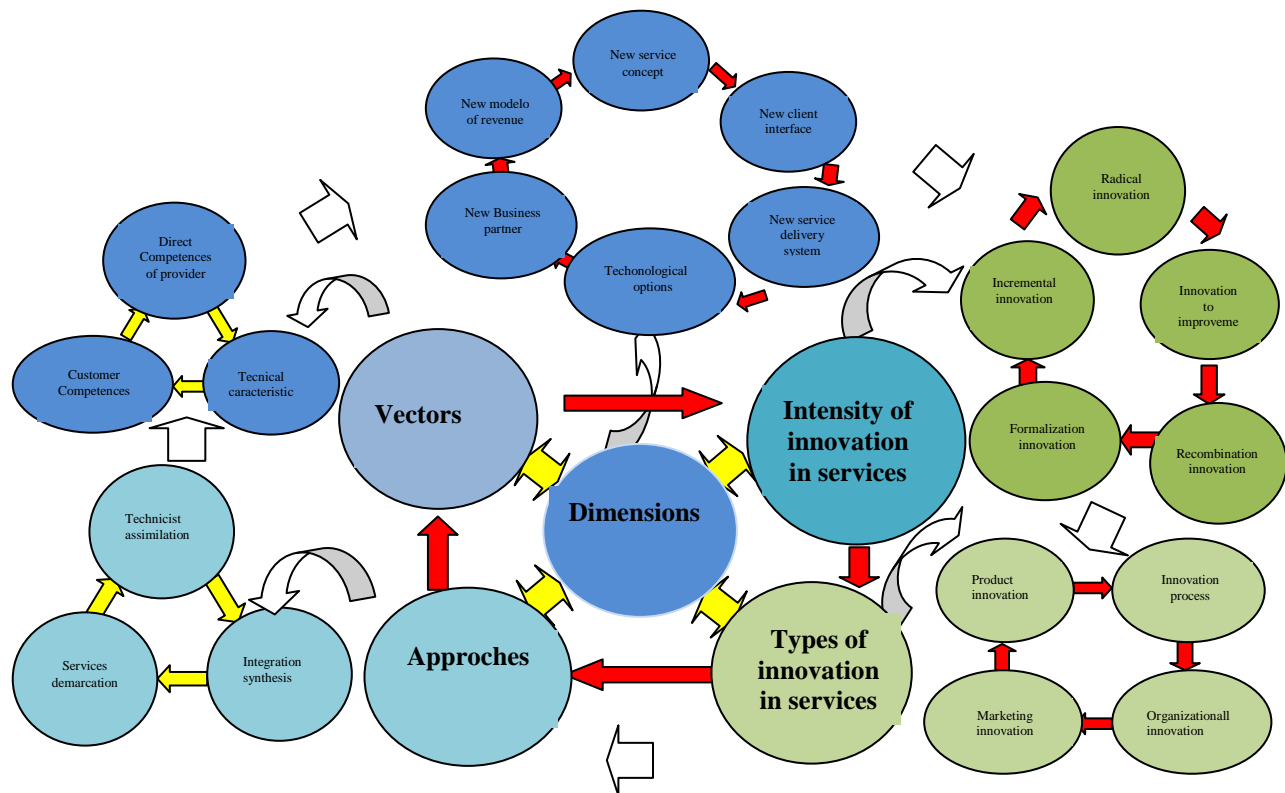 New service
concept
New modelo
of revenue
New client
interface
New Business
partner
New service
delivery
system
Techonological
options
Radical
innovation
Incremental
innovation
Innovation
to
improveme
Formalization
innovation
Recombination
innovation
Direct
Competences
of provider
Customer
Competences
Tecnical
caracteristic
Vectors
Intensity of
innovation
in services
Dimensions
Technicist
assimilation
Services
demarcation
Integration
synthesis
Approches
Types of
innovation
in services
Product
innovation
Innovation
process
Marketing
innovation
Organizationall
innovation